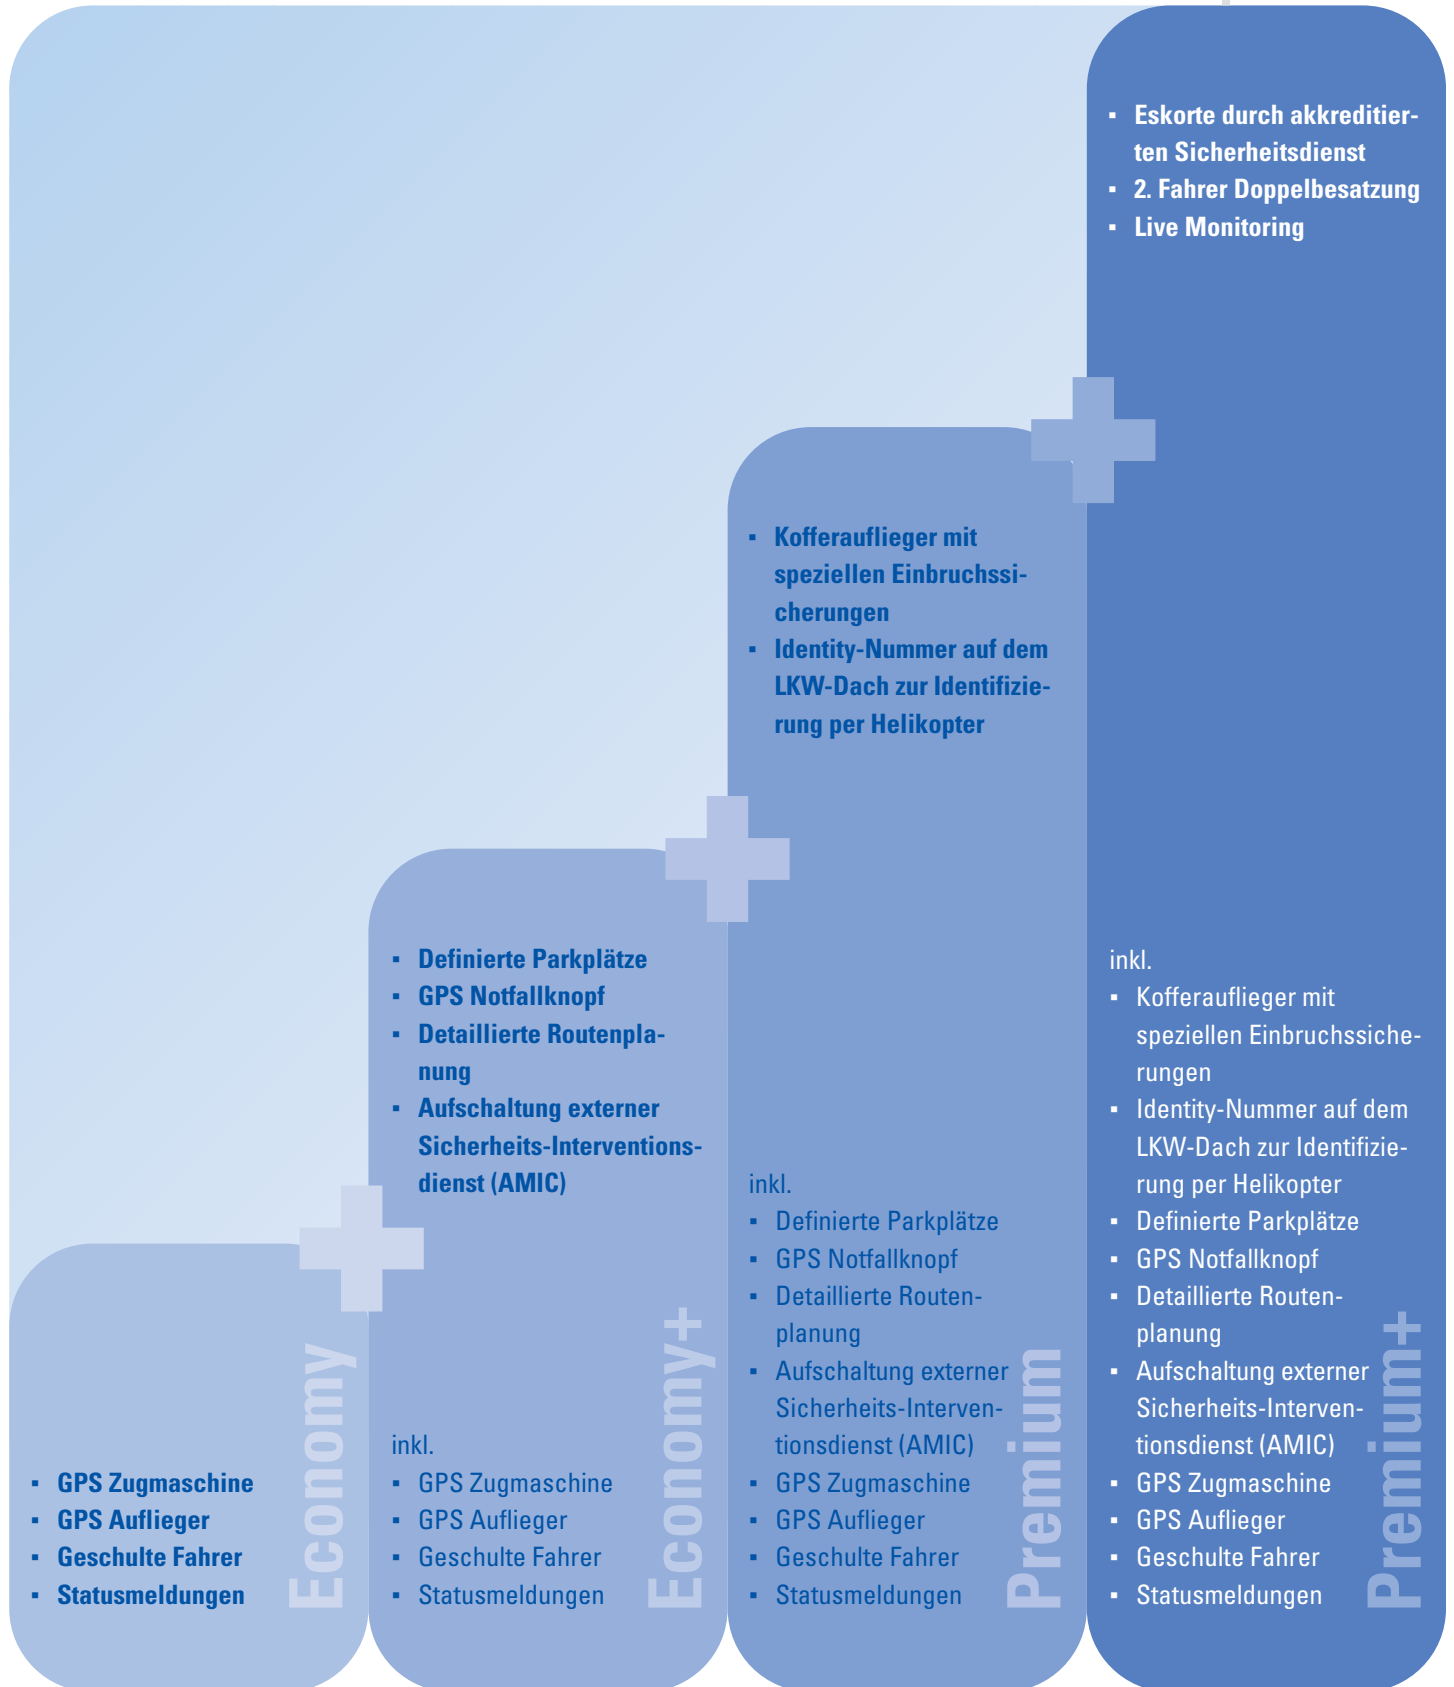 ▪ GPS Zugmaschine
▪ GPS Auflieger
▪ Geschulte Fahrer
▪ Statusmeldungen
Economy
▪ Definierte Parkplätze
▪ GPS Notfallknopf
▪ Detaillierte Routenpla-
nung
▪ Aufschaltung externer
Sicherheits-Interventions-
dienst (AMIC)
inkl.
▪ GPS Zugmaschine
▪ GPS Auflieger
▪ Geschulte Fahrer
▪ Statusmeldungen
Economy+
▪ Kofferauflieger mit
speziellen Einbruchssi-
cherungen
▪ Identity-Nummer auf dem
LKW-Dach zur Identifizie-
rung per Helikopter
inkl.
▪ Definierte Parkplätze
▪ GPS Notfallknopf
▪ Detaillierte Routen-
planung
▪ Aufschaltung externer
Sicherheits-Interven-
tionsdienst (AMIC)
▪ GPS Zugmaschine
▪ GPS Auflieger
▪ Geschulte Fahrer
▪ Statusmeldungen
Premium
▪ Eskorte durch akkreditier-
ten Sicherheitsdienst
▪ 2. Fahrer Doppelbesatzung
▪ Live Monitoring
inkl.
▪ Kofferauflieger mit
speziellen Einbruchssiche-
rungen
▪ Identity-Nummer auf dem
LKW-Dach zur Identifizie-
rung per Helikopter
▪ Definierte Parkplätze
▪ GPS Notfallknopf
▪ Detaillierte Routen-
planung
▪ Aufschaltung externer
Sicherheits-Interven-
tionsdienst (AMIC)
▪ GPS Zugmaschine
▪ GPS Auflieger
▪ Geschulte Fahrer
▪ Statusmeldungen
Premium+